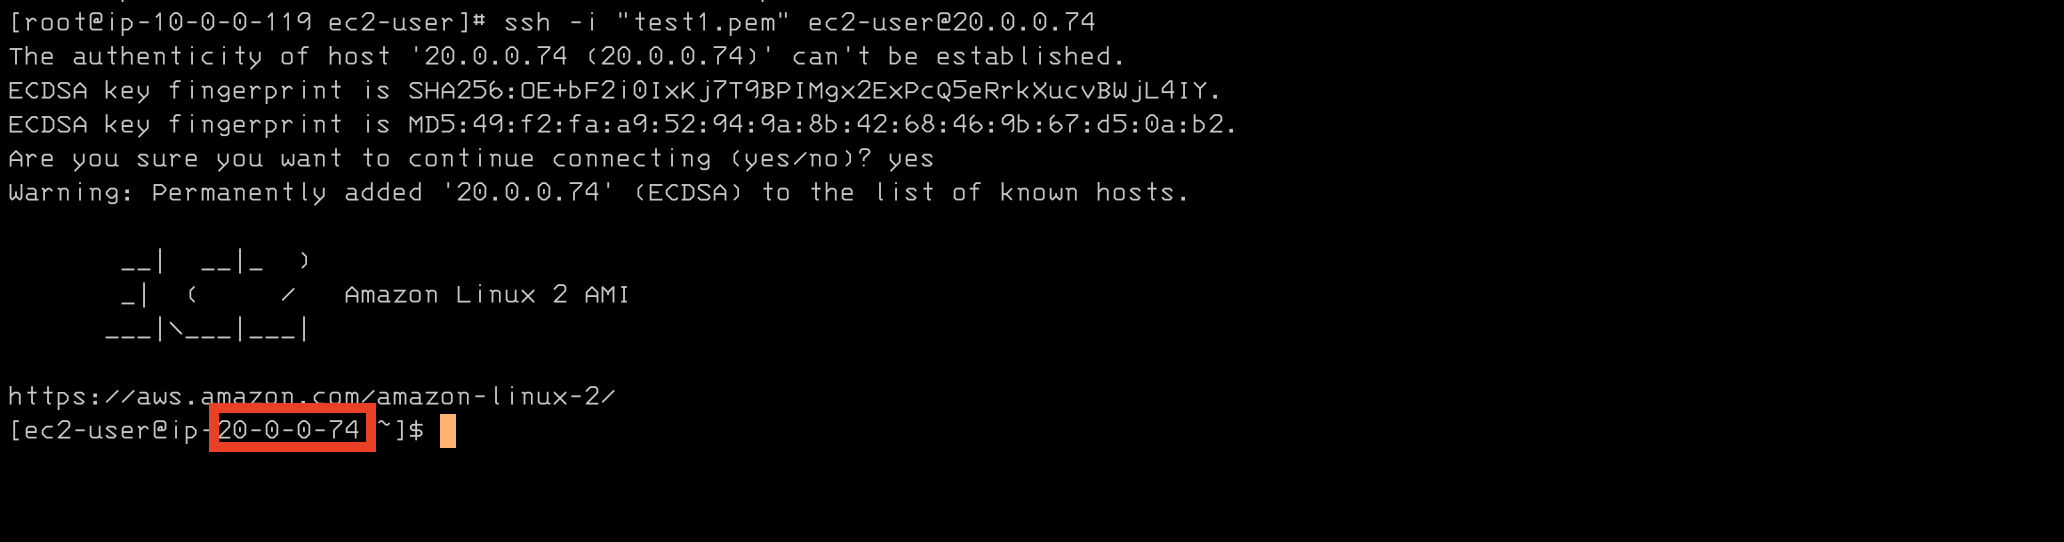 [root@ip-10-0-0-119 ec2-user]# ssh -i "test1.pem" ec2-user@20.0.0.74
The authenticity of host '20.0.0.74 (20.0.0.74)' can't be established.
ECDSA key fingerprint is SHA256:OE+bF2i0IxKj7T9BPIMgx2ExPcQ5eRrkXucvBWjL4IY.
ECDSA key fingerprint is MD5:49:f2:fa:a9:52:94:9a:8b:42:68:46:9b:67:d5:0a:b2.
Are you sure you want to continue connecting (yes/no)? yes
Warning: Permanently added '20.0.0.74' (ECDSA) to the list of known hosts.
       __|  __|_  )
       _|  (     /   Amazon Linux 2 AMI
      ___|\___|___|
https://aws.amazon.com/amazon-linux-2/
[ec2-user@ip-20-0-0-74 ~]$